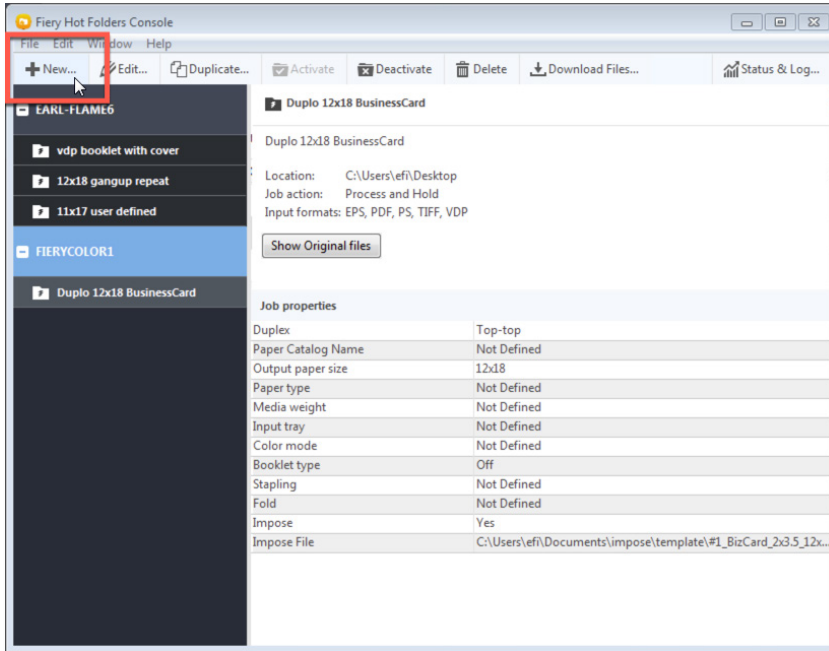 Fiery Hot Folders Console
File Edit Window Help
New... Edit... Duplicate... Activate Deactivate Delete Download Files... Status & Log...
EARL-FLAME6
vdp booklet with cover
12x18 gangup repeat
11x17 user defined
FIERYCOLOR1
Duplo 12x18 BusinessCard
Duplo 12x18 BusinessCard
Duplo 12x18 BusinessCard
Location: C:\Users\efi\Desktop
Job action: Process and Hold
Input formats: EPS, PDF, PS, TIFF, VDP
Show Original files
Job properties
Duplex Top-top
Paper Catalog Name Not Defined
Output paper size 12x18
Paper type Not Defined
Media weight Not Defined
Input tray Not Defined
Color mode Not Defined
Booklet type Off
Stapling Not Defined
Fold Not Defined
Impose Yes
Impose File C:\Users\efi\Documents\impose\template\#1_BizCard_2x3.5_12x...